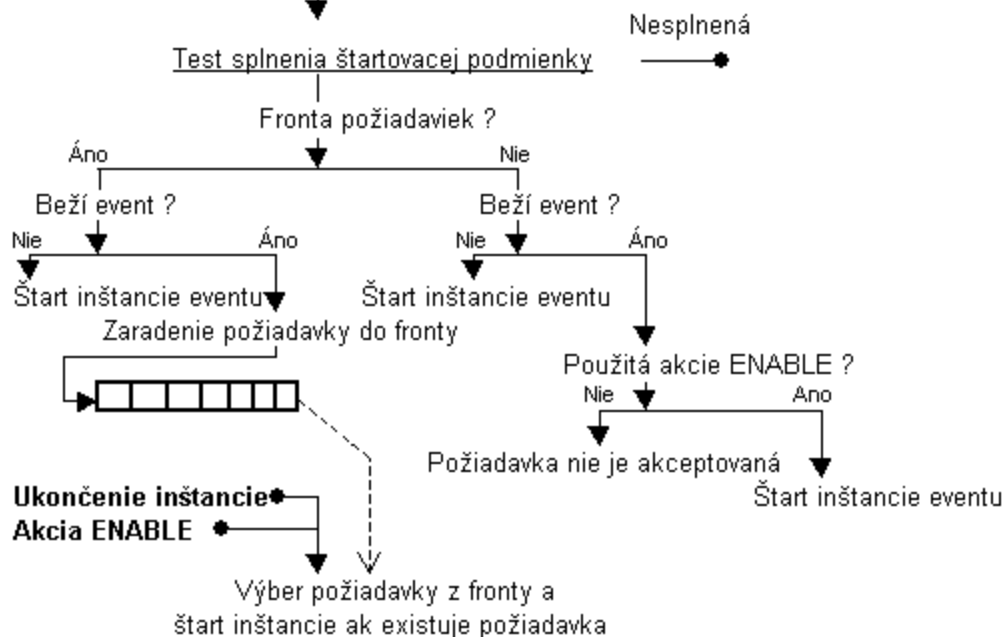 Nesplnená
Test splnenia štartovacej podmienky
Fronta požiadaviek ?
Áno
Nie
Beží event ?
Beží event ?
Nie
Áno
Nie
Áno
Štart inštancie eventu
Štart inštancie eventu
Zaradenie požiadavky do fronty
Použitá akcie ENABLE ?
Nie
Ano
Požiadavka nie je akceptovaná
Štart inštancie eventu
Ukončenie inštancie
Akcia ENABLE
Výber požiadavky z fronty a
štart inštancie ak existuje požiadavka